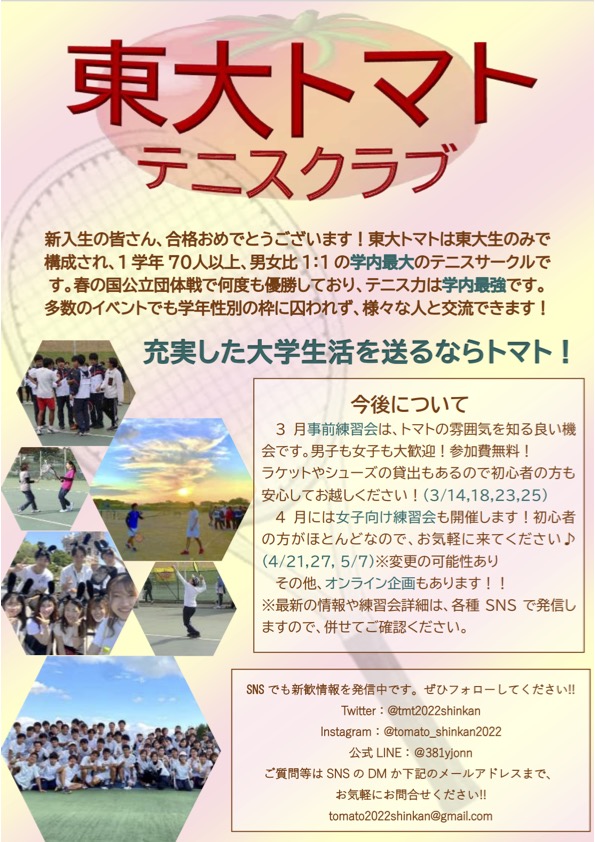 東大トマト
テニスクラブ
新入生の皆さん、合格おめでとうございます！東大トマトは東大生のみで
構成され、1学年70人以上、男女比1:1の学内最大のテニスサークルで
す。春の国公立団体戦で何度も優勝しており、テニス力は学内最強です。
多数のイベントでも学年性別の枠に囚われず、様々な人と交流できます！
充実した大学生活を送るならトマト！
今後について
3月事前練習会は、トマトの雰囲気を知る良い機
会です。男子も女子も大歓迎！参加費無料！
ラケットやシューズの貸出もあるので初心者の方も
安心してお越しください！(3/14,18,23,25)
4月には女子向け練習会も開催します！初心者
の方がほとんどなので、お気軽に来てください♪
(4/21,27, 5/7)※変更の可能性あり
その他、オンライン企画もあります！！
※最新の情報や練習会詳細は、各種 SNS で発信し
ますので、併せてご確認ください。
SNS でも新歓情報を発信中です。ぜひフォローしてください!!
Twitter：@tmt2022shinkan
Instagram：@tomato_shinkan2022
公式 LINE：@381yjonn
ご質問等は SNS の DM か下記のメールアドレスまで、
お気軽にお問合せください!!
tomato2022shinkan@gmail.com